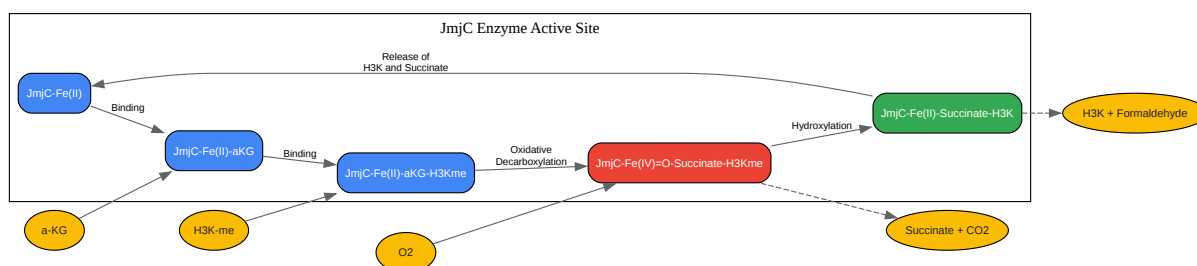 JmjC Enzyme Active Site
Release of
H3K and Succinate
JmjC-Fe(II)
Binding
JmjC-Fe(II)-aKG
Binding
JmjC-Fe(II)-aKG-H3Kme
Oxidative
Decarboxylation
JmjC-Fe(IV)=O-Succinate-H3Kme
Hydroxylation
JmjC-Fe(II)-Succinate-H3K
H3K + Formaldehyde
a-KG
H3K-me
O2
Succinate + CO2